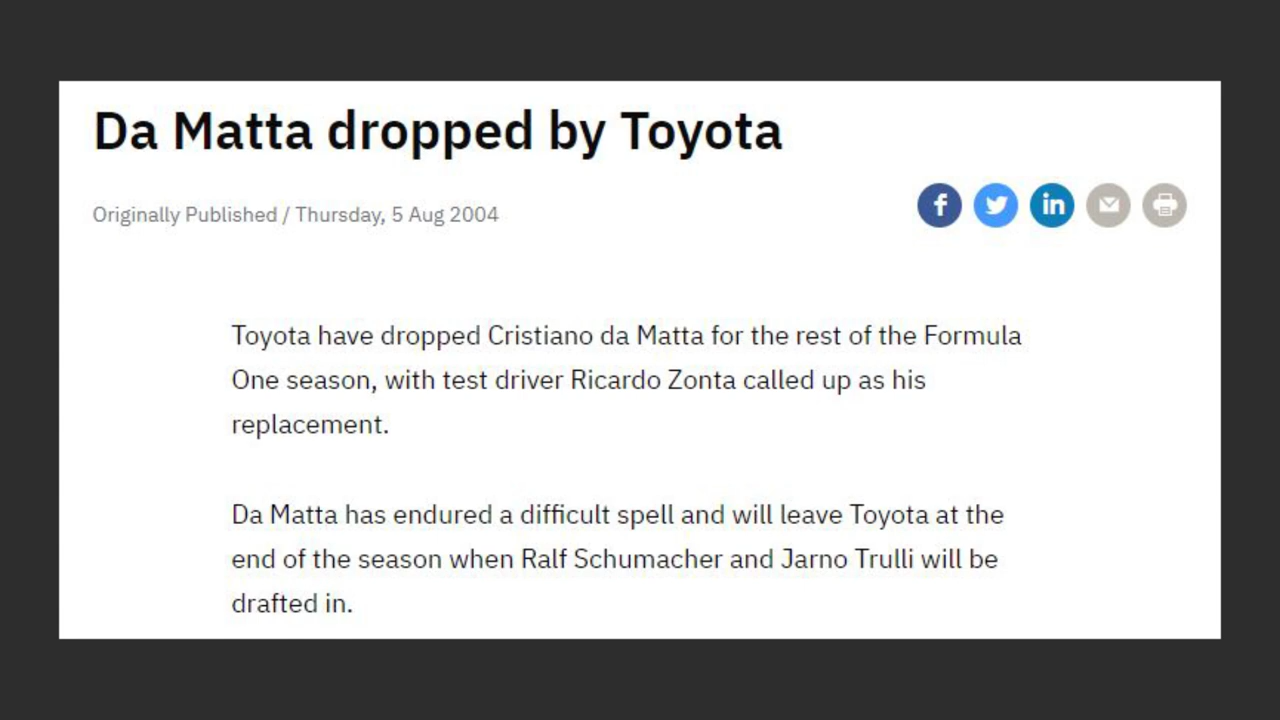 Da Matta dropped by Toyota
Originally Published / Thursday, 5 Aug 2004
Toyota have dropped Cristiano da Matta for the rest of the Formula
One season, with test driver Ricardo Zonta called up as his
replacement.
Da Matta has endured a difficult spell and will leave Toyota at the
end of the season when Ralf Schumacher and Jarno Trulli will be
drafted in.